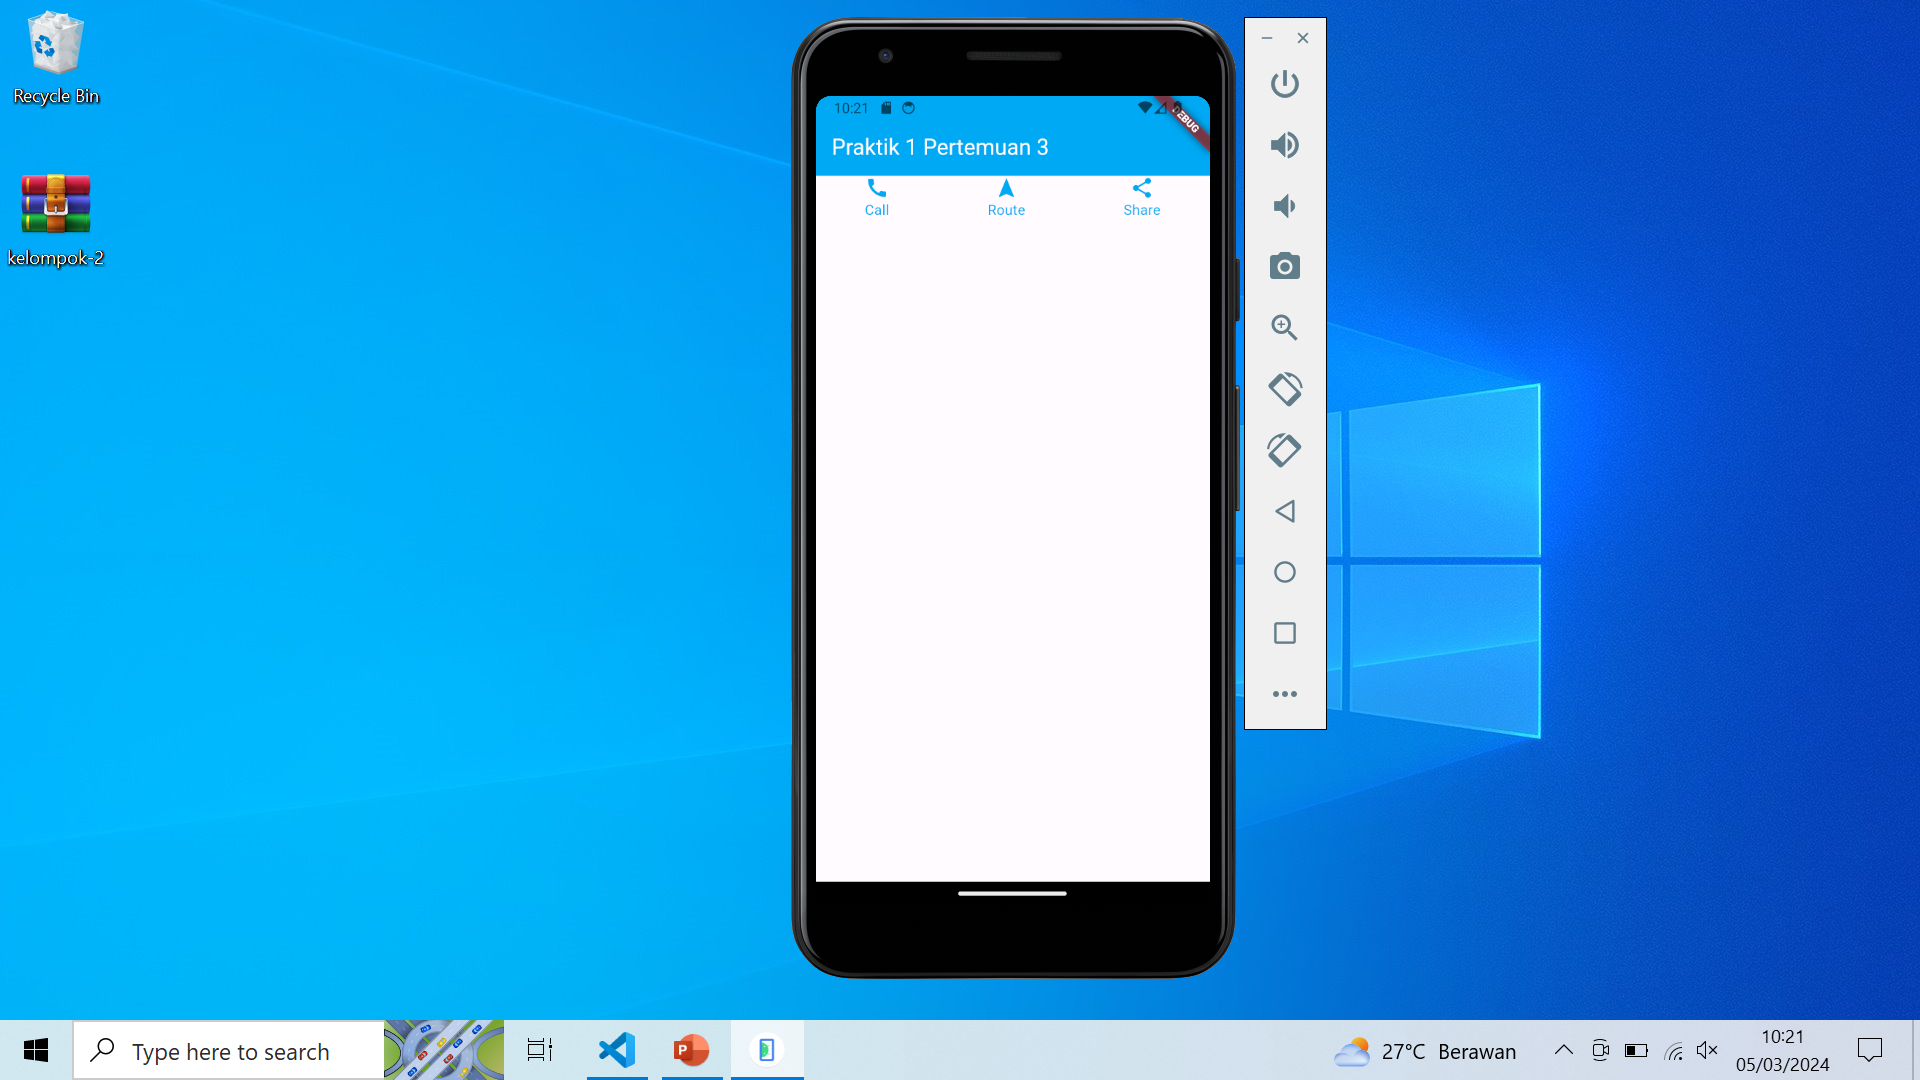 Recycle Bin
kelompok-2
10:21
DEBUG
Praktik 1 Pertemuan 3
Call
Route
Share
Type here to search
P
27°C Berawan
10:21
05/03/2024